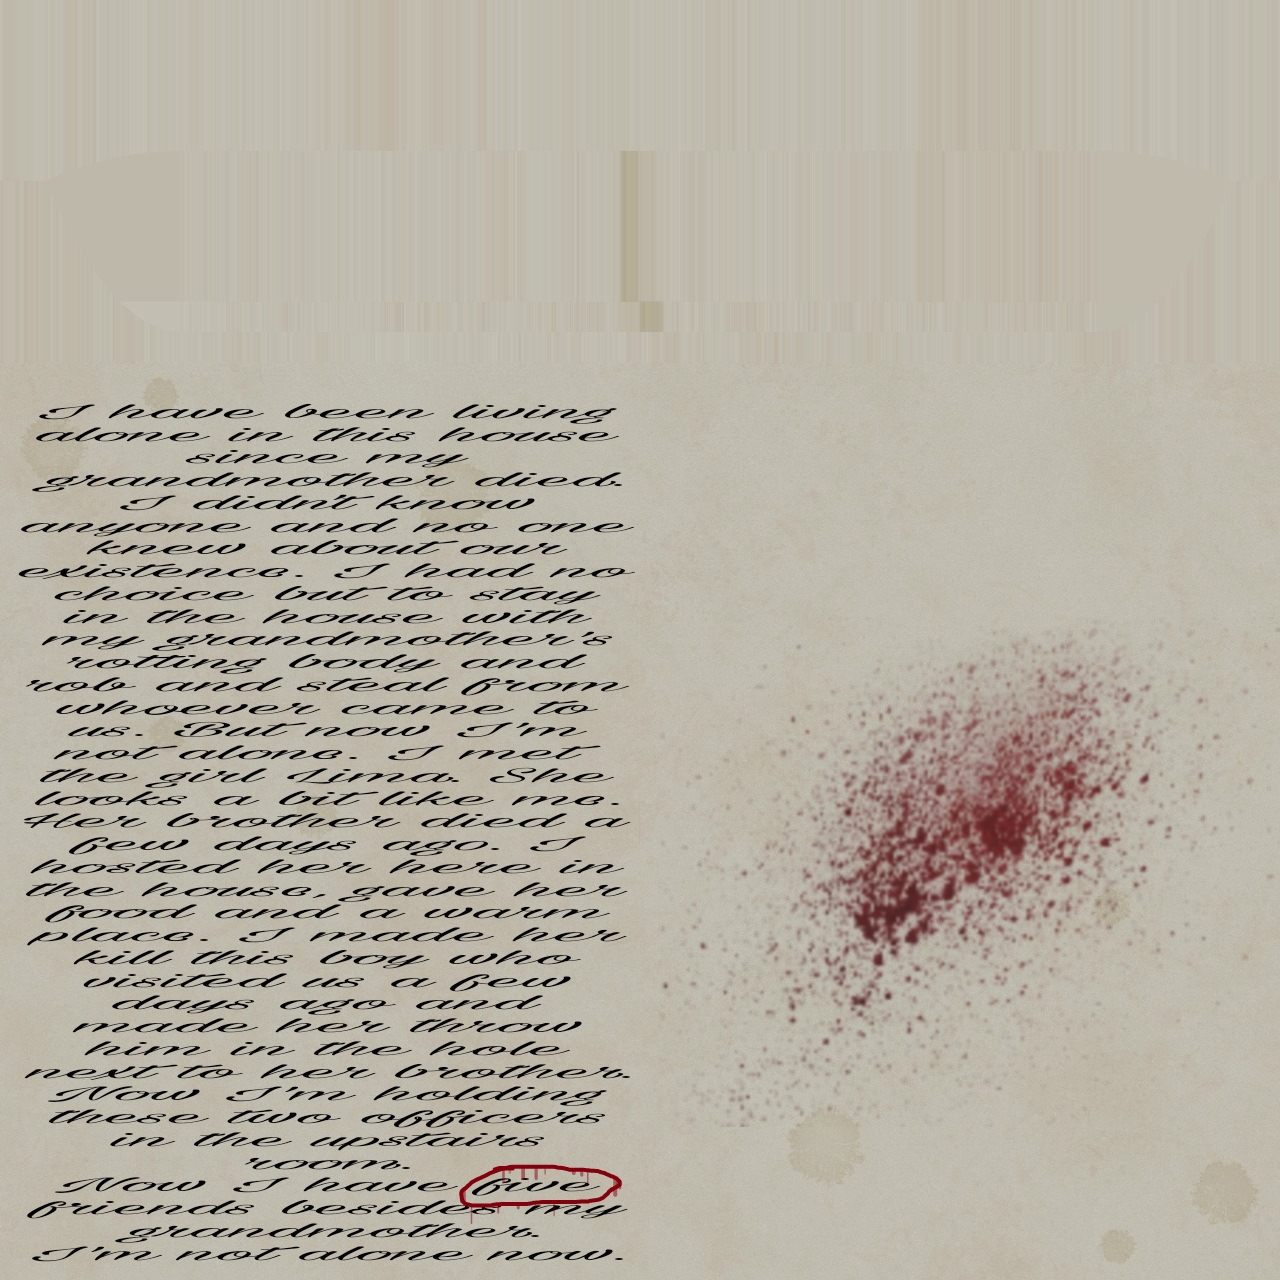 I have been living
alone in this house
since my
grandmother died.
I didn't know
anyone and no one
knew about our
existence. I had no
choice but to stay
in the house with
my grandmother's
rotting body and
rob and steal from
whoever came to
us. But now I'm
not alone. I met
the girl Lima. She
looks a bit like me.
Her brother died a
few days ago. I
hosted her here in
the house, gave her
food and a warm
place. I made her
kill this boy who
visited us a few
days ago and
made her throw
him in the hole
next to her brother.
Now I'm holding
these two officers
in the upstairs
room.
Now I have five
friends besides my
grandmother.
I'm not alone now.